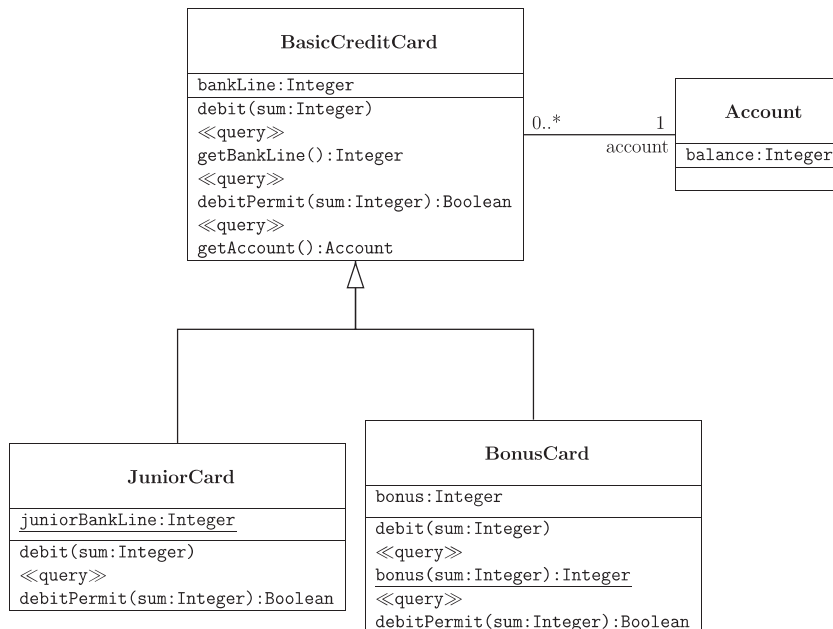 BasicCreditCard
bankLine:Integer
debit(sum:Integer)
≪query≫
getBankLine():Integer
≪query≫
debitPermit(sum:Integer):Boolean
≪query≫
getAccount():Account
0..* 1
account
Account
balance:Integer
JuniorCard
juniorBankLine:Integer
debit(sum:Integer)
≪query≫
debitPermit(sum:Integer):Boolean
BonusCard
bonus:Integer
debit(sum:Integer)
≪query≫
bonus(sum:Integer):Integer
≪query≫
debitPermit(sum:Integer):Boolean